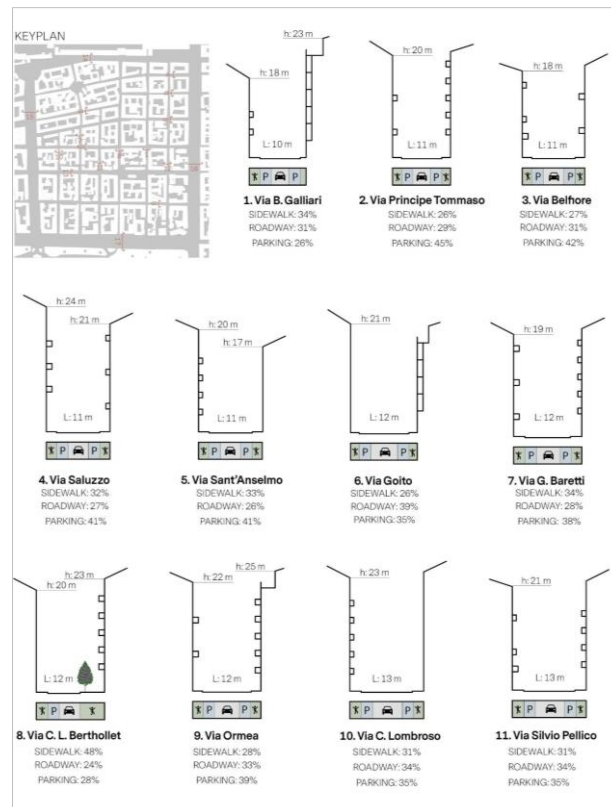 KEYPLAN
h: 23 m
h: 18 m
L: 10 m
P P
1. Via B. Galliari
SIDEWALK: 34%
ROADWAY: 31%
PARKING: 26%
h: 20 m
L: 11 m
P P
2. Via Principe Tommaso
SIDEWALK: 26%
ROADWAY: 29%
PARKING: 45%
h: 18 m
L: 11 m
P P
3. Via Belfiore
SIDEWALK: 27%
ROADWAY: 31%
PARKING: 42%
h: 24 m
h: 21 m
L: 11 m
P P
4. Via Saluzzo
SIDEWALK: 32%
ROADWAY: 27%
PARKING: 41%
h: 20 m
h: 17 m
L: 11 m
P P
5. Via Sant'Anselmo
SIDEWALK: 33%
ROADWAY: 26%
PARKING: 41%
h: 21 m
L: 12 m
P P
6. Via Goito
SIDEWALK: 26%
ROADWAY: 39%
PARKING: 35%
h: 19 m
L: 12 m
P P
7. Via G. Baretti
SIDEWALK: 34%
ROADWAY: 28%
PARKING: 38%
h: 23 m
h: 20 m
L: 12 m
P
8. Via C. L. Berthollet
SIDEWALK: 48%
ROADWAY: 24%
PARKING: 28%
h: 25 m
h: 22 m
L: 12 m
P P
9. Via Ormea
SIDEWALK: 28%
ROADWAY: 33%
PARKING: 39%
h: 23 m
L: 13 m
P P
10. Via C. Lombroso
SIDEWALK: 31%
ROADWAY: 34%
PARKING: 35%
h: 21 m
L: 13 m
P P
11. Via Silvio Pellico
SIDEWALK: 31%
ROADWAY: 34%
PARKING: 35%